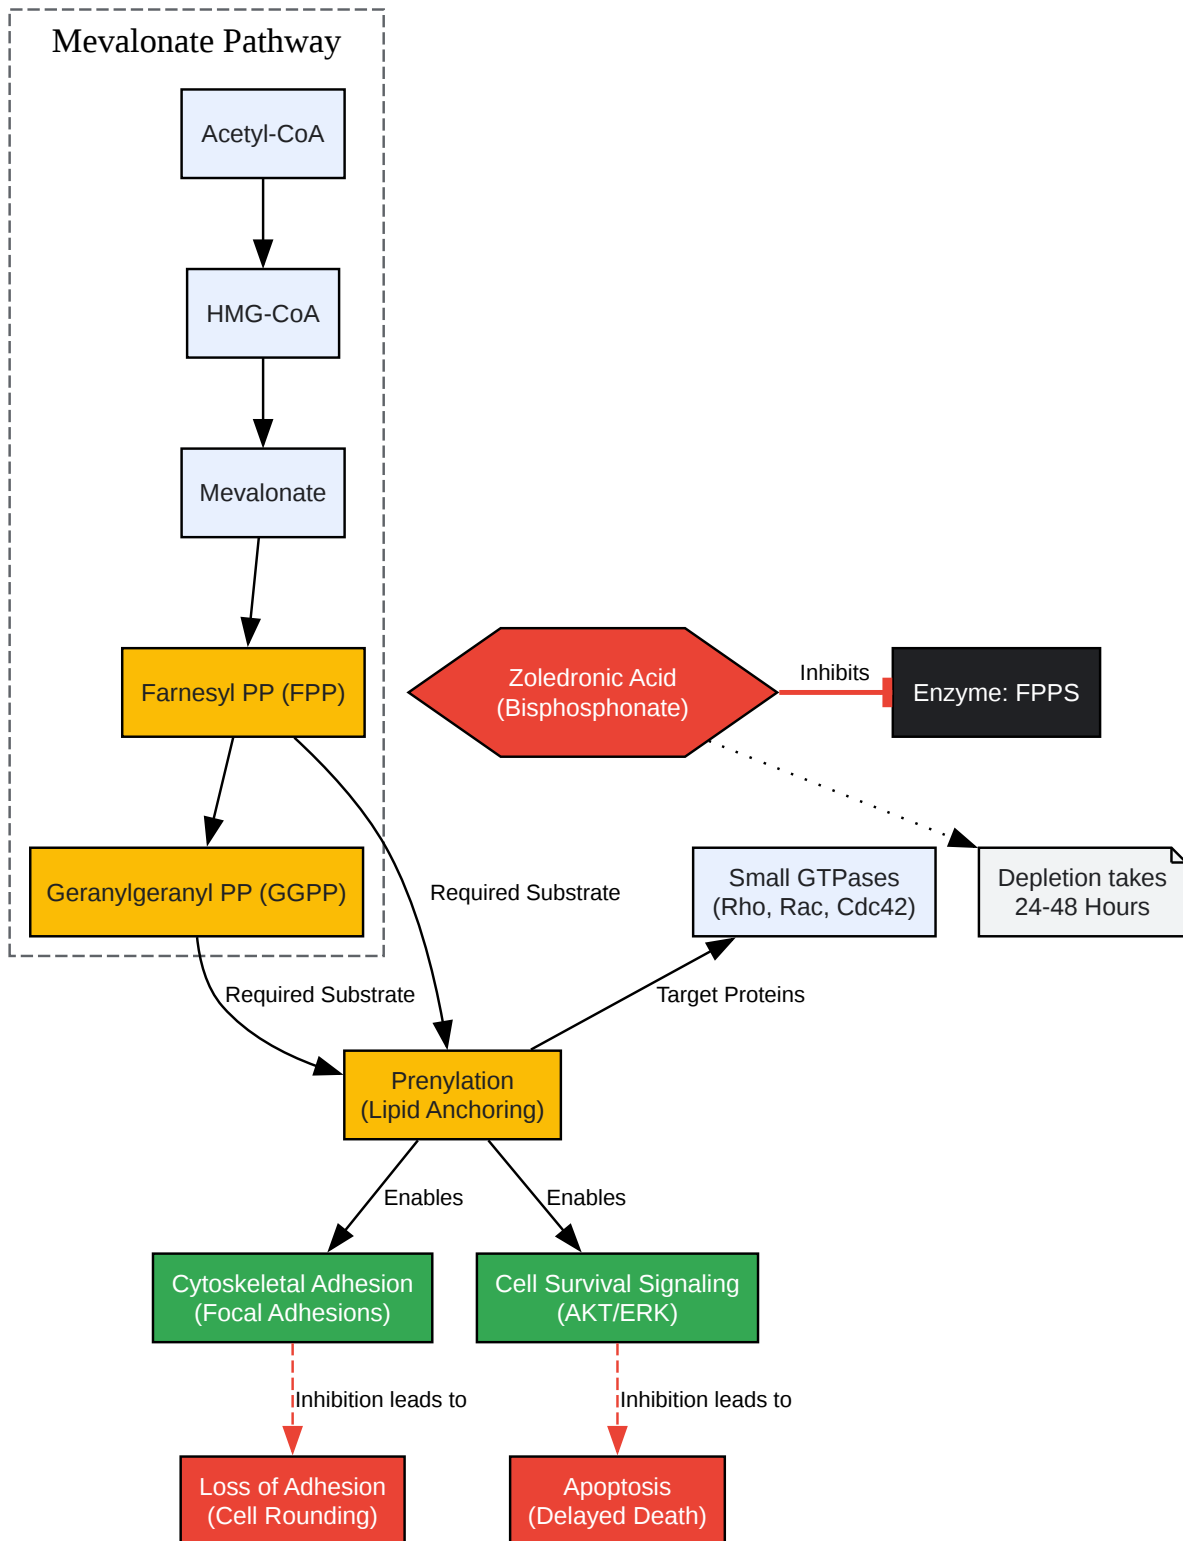 Mevalonate Pathway
Acetyl-CoA
HMG-CoA
Mevalonate
Farnesyl PP (FPP)
Zoledronic Acid
(Bisphosphonate)
Inhibits
Enzyme: FPPS
Geranylgeranyl PP (GGPP)
Required Substrate
Small GTPases
(Rho, Rac, Cdc42)
Depletion takes
24-48 Hours
Required Substrate
Target Proteins
Prenylation
(Lipid Anchoring)
Enables
Enables
Cytoskeletal Adhesion
(Focal Adhesions)
Cell Survival Signaling
(AKT/ERK)
Inhibition leads to
Inhibition leads to
Loss of Adhesion
(Cell Rounding)
Apoptosis
(Delayed Death)